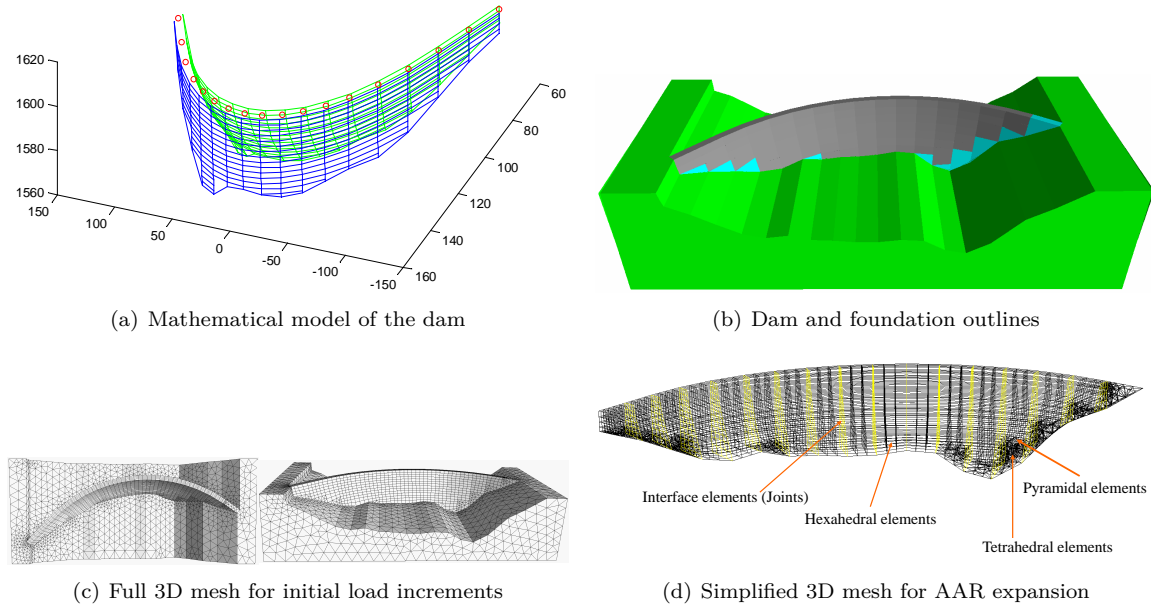 1620
1600
1580
1560
150
100
50
0
-50
-100
-150
160
140
120
100
80
60
(a) Mathematical model of the dam
(b) Dam and foundation outlines
Interface elements (Joints)
Hexahedral elements
Pyramidal elements
Tetrahedral elements
(c) Full 3D mesh for initial load increments
(d) Simplified 3D mesh for AAR expansion